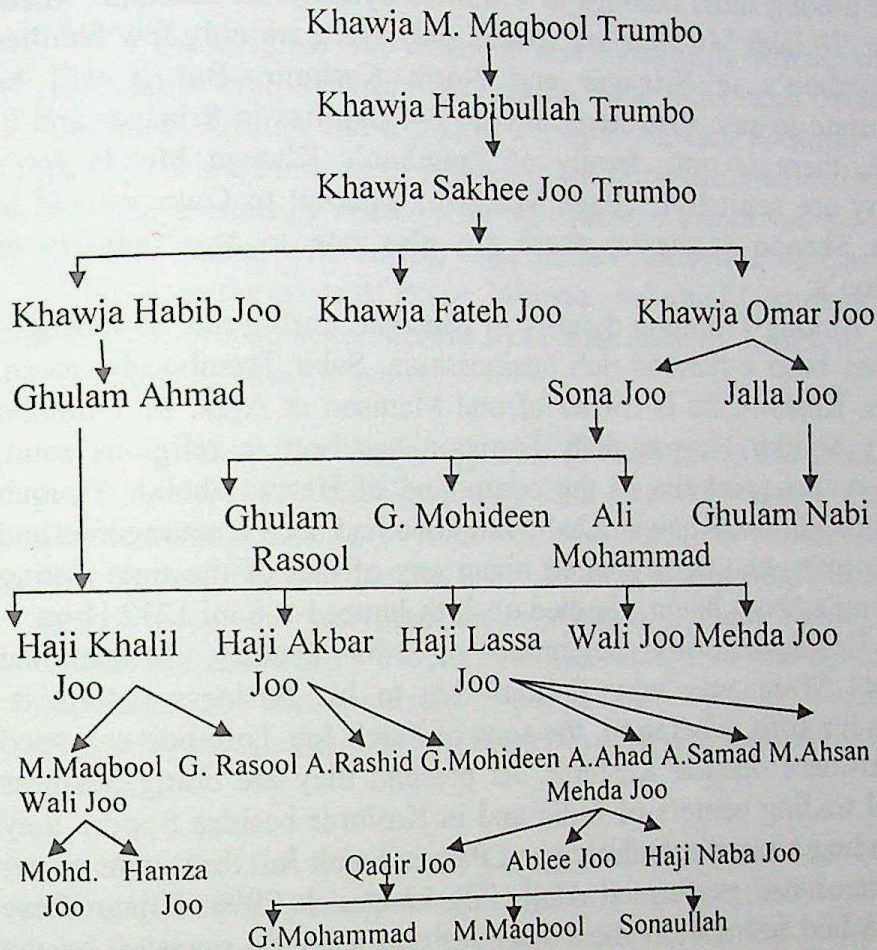 Khawja M. Maqbool Trumbo
Khawja Habibullah Trumbo
Khawja Sakhee Joo Trumbo
Khawja Habib Joo Khawja Fateh Joo Khawja Omar Joo
Ghulam Ahmad Sona Joo Jalla Joo
Ghulam G. Mohideen Ali Ghulam Nabi
Rasool Mohammad
Haji Khalil Haji Akbar Haji Lassa Wali Joo Mehda Joo
Joo Joo Joo
M.Maqbool G. Rasool A.Rashid G.Mohideen A.Ahad A.Samad M.Ahsan
Wali Joo Mehda Joo
Mohd. Hamza Qadir Joo Ablee Joo Haji Naba Joo
Joo Joo
G.Mohammad M.Maqbool Sonaullah